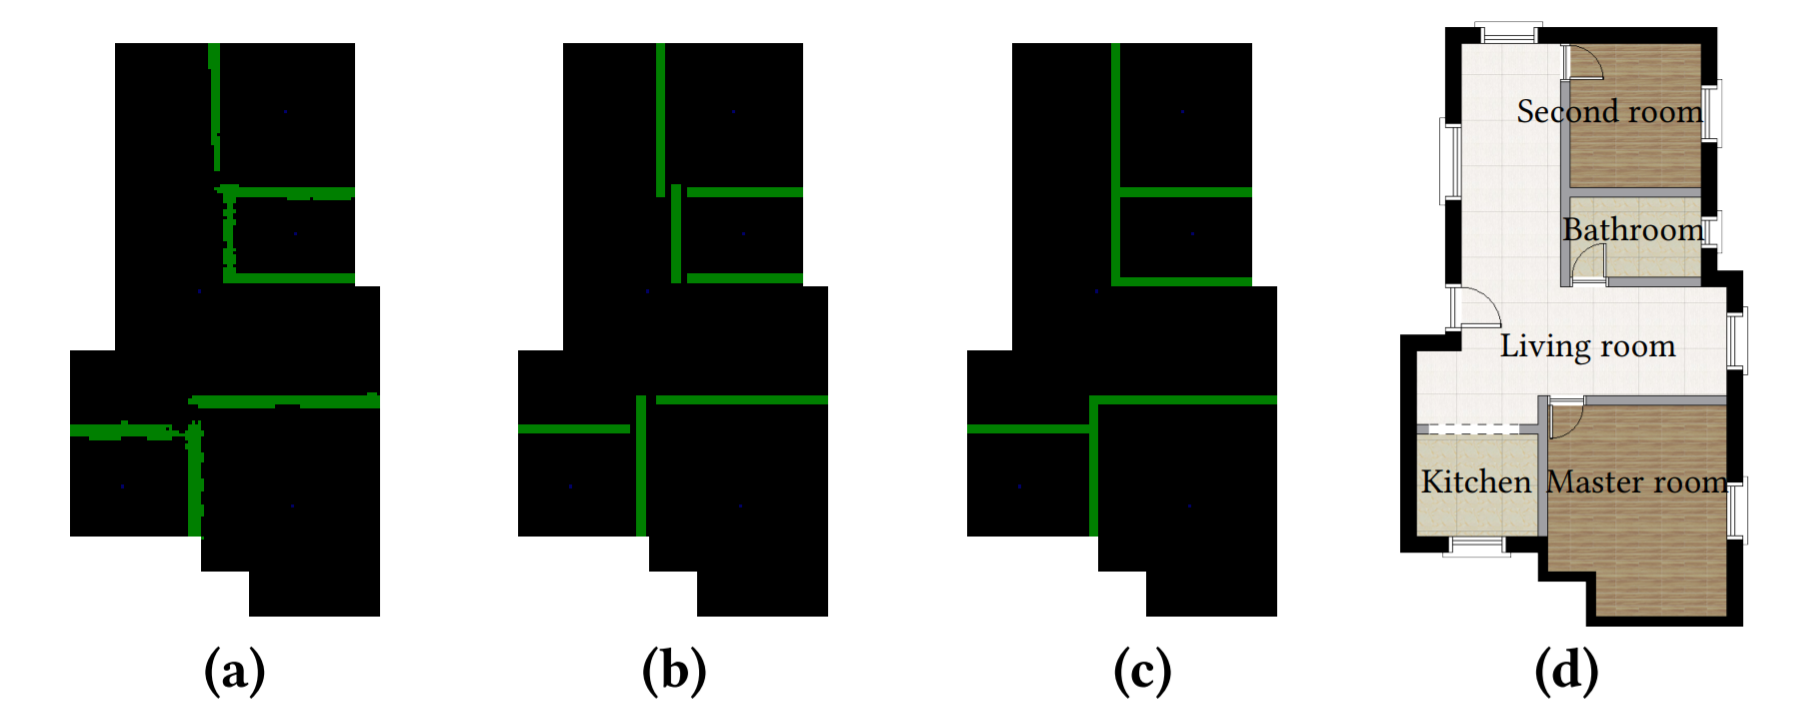 Second room
Bathroom
Living room
Kitchen
Master room
(a)
(b)
(c)
(d)